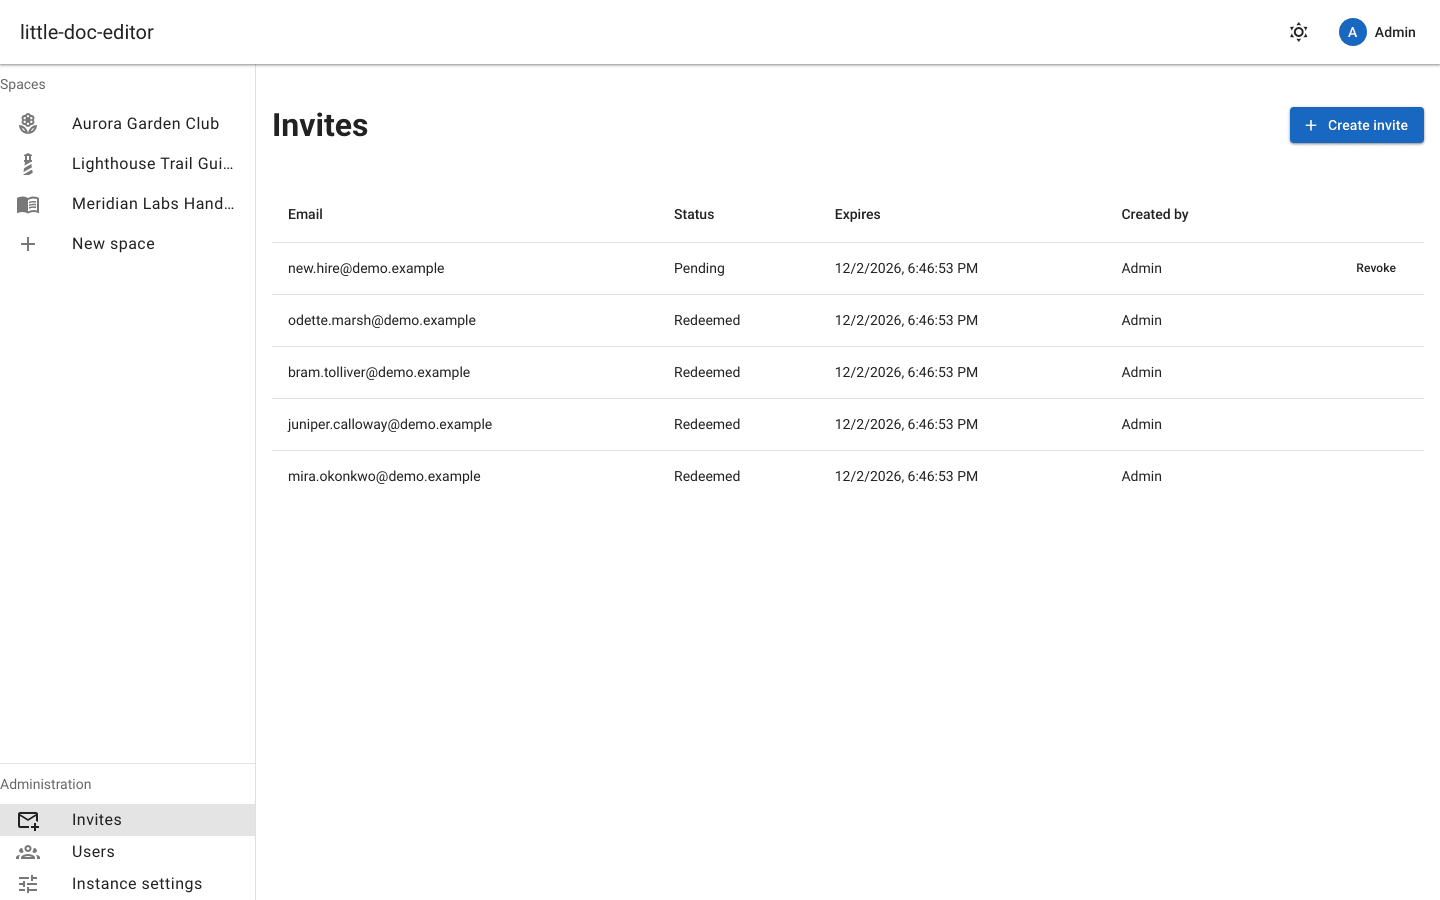 little-doc-editor
A Admin
Spaces
Aurora Garden Club
Lighthouse Trail Gui…
Meridian Labs Hand…
New space
Invites
Create invite
Email Status Expires Created by
new.hire@demo.example Pending 12/2/2026, 6:46:53 PM Admin Revoke
odette.marsh@demo.example Redeemed 12/2/2026, 6:46:53 PM Admin
bram.tolliver@demo.example Redeemed 12/2/2026, 6:46:53 PM Admin
juniper.calloway@demo.example Redeemed 12/2/2026, 6:46:53 PM Admin
mira.okonkwo@demo.example Redeemed 12/2/2026, 6:46:53 PM Admin
Administration
Invites
Users
Instance settings